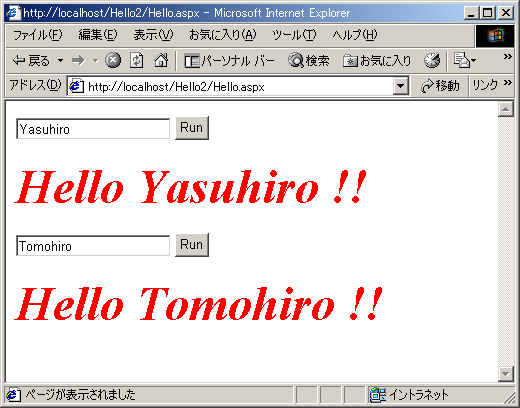 http://localhost/Hello2/Hello.aspx - Microsoft Internet Explorer
ファイル(F) 編集(E) 表示(V) お気に入り(A) ツール(T) ヘルプ(H)
戻る パーソナル バー 検索 お気に入り »
アドレス(D) http://localhost/Hello2/Hello.aspx 移動 リンク »
Yasuhiro Run
Hello Yasuhiro !!
Tomohiro Run
Hello Tomohiro !!
ページが表示されました イントラネット